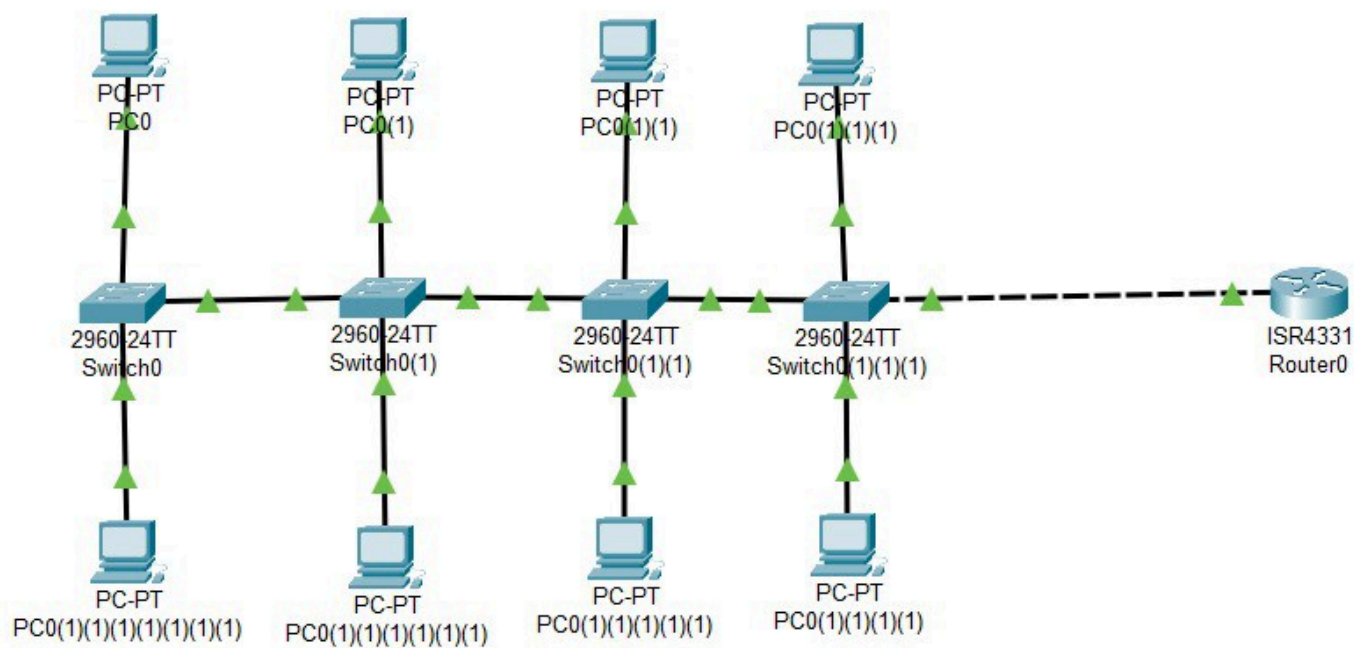 PC-PT
PC0
PC-PT
PC0(1)
PC-PT
PC0(1)(1)
PC-PT
PC0(1)(1)(1)
2960-24TT
Switch0
2960-24TT
Switch0(1)
2960-24TT
Switch0(1)(1)
2960-24TT
Switch0(1)(1)(1)
ISR4331
Router0
PC-PT
PC0(1)(1)(1)(1)(1)(1)(1)
PC-PT
PC0(1)(1)(1)(1)(1)(1)
PC-PT
PC0(1)(1)(1)(1)(1)
PC-PT
PC0(1)(1)(1)(1)